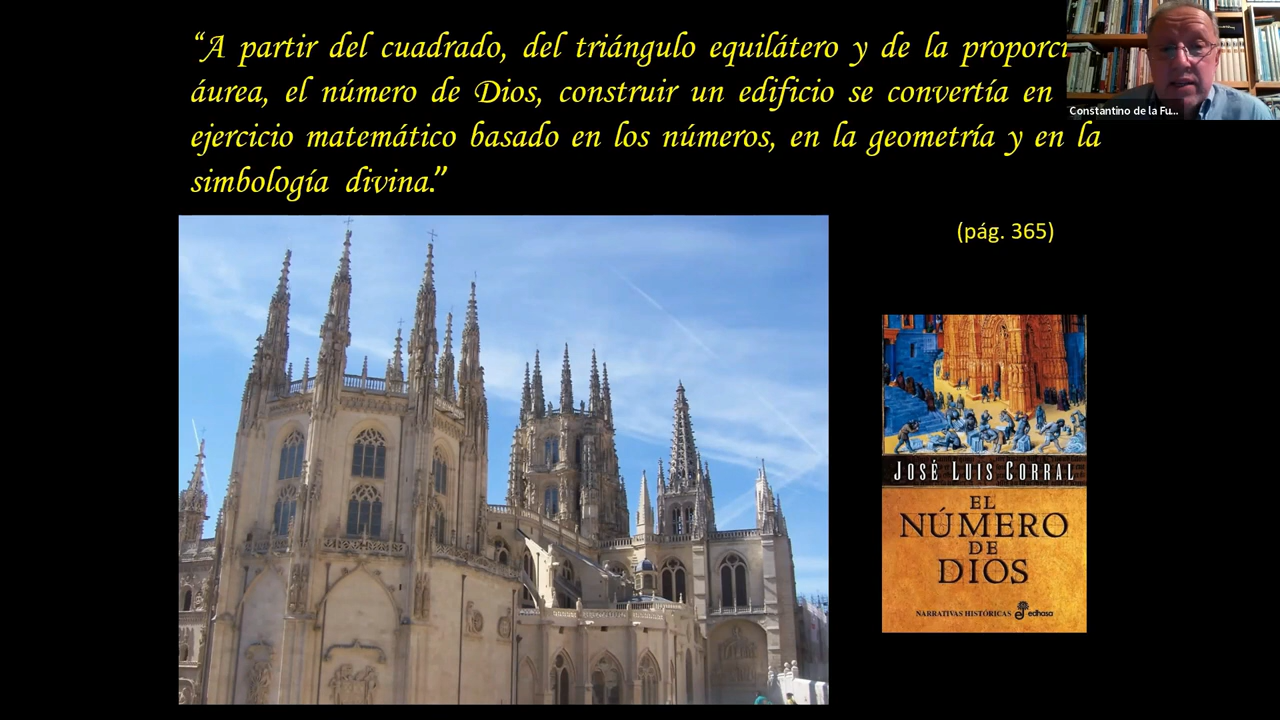 “A partir del cuadrado, del triángulo equilátero y de la
áurea, el número de Dios, construir un edificio se convertía en
ejercicio matemático basado en los números, en la geometría y en la
simbología divina.”
Constantino de la Fu...
(pág. 365)
JOSÉ LUIS CORRAL
EL
NÚMERO
DE
DIOS
NARRATIVAS HISTÓRICAS edhasa